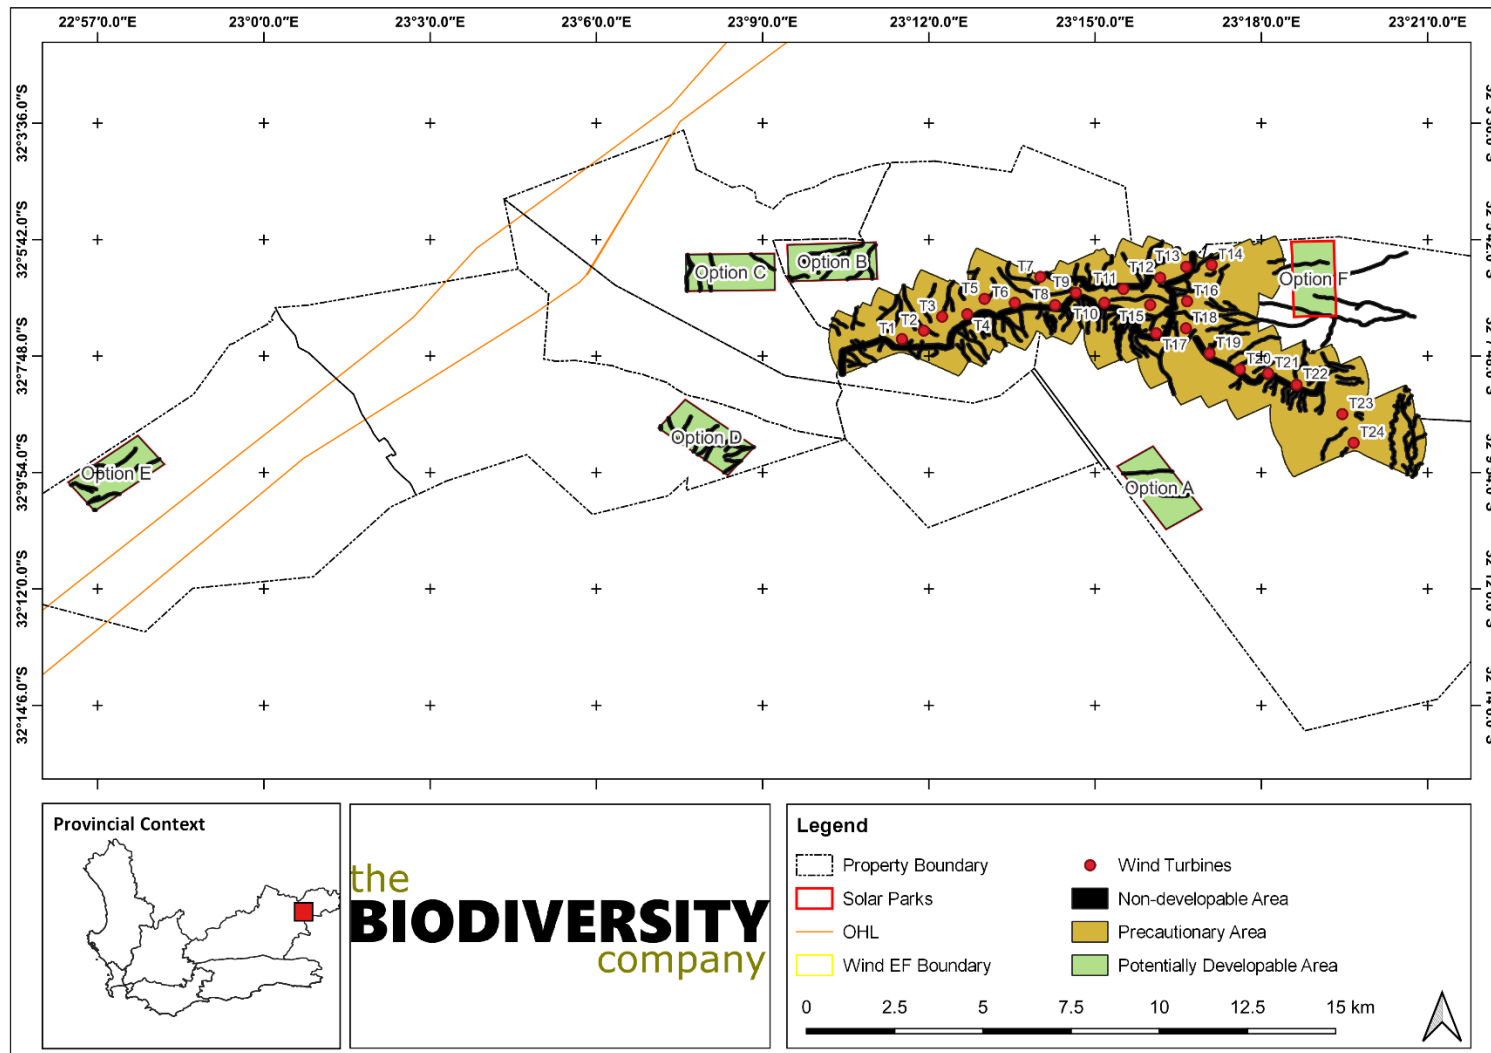 22°57'0.0"E 23°0'0.0"E 23°3'0.0"E 23°6'0.0"E 23°9'0.0"E 23°12'0.0"E 23°15'0.0"E 23°18'0.0"E 23°21'0.0"E
32°3'36.0"S
32°5'42.0"S
32°7'48.0"S
32°9'54.0"S
32°12'0.0"S
32°14'6.0"S
T13
T14
T7
T9
T11
T12
Option B
Option C
Option F
T5
T6
T8
T16
T3
T2
T1
T4
T10
T15
T18
T17
T19
T20
T21
T22
T23
T24
Option D
Option E
Option A
Provincial Context
the
BIODIVERSITY
company
Legend
Property Boundary
Solar Parks
OHL
Wind EF Boundary
Wind Turbines
Non-developable Area
Precautionary Area
Potentially Developable Area
0 2.5 5 7.5 10 12.5 15 km